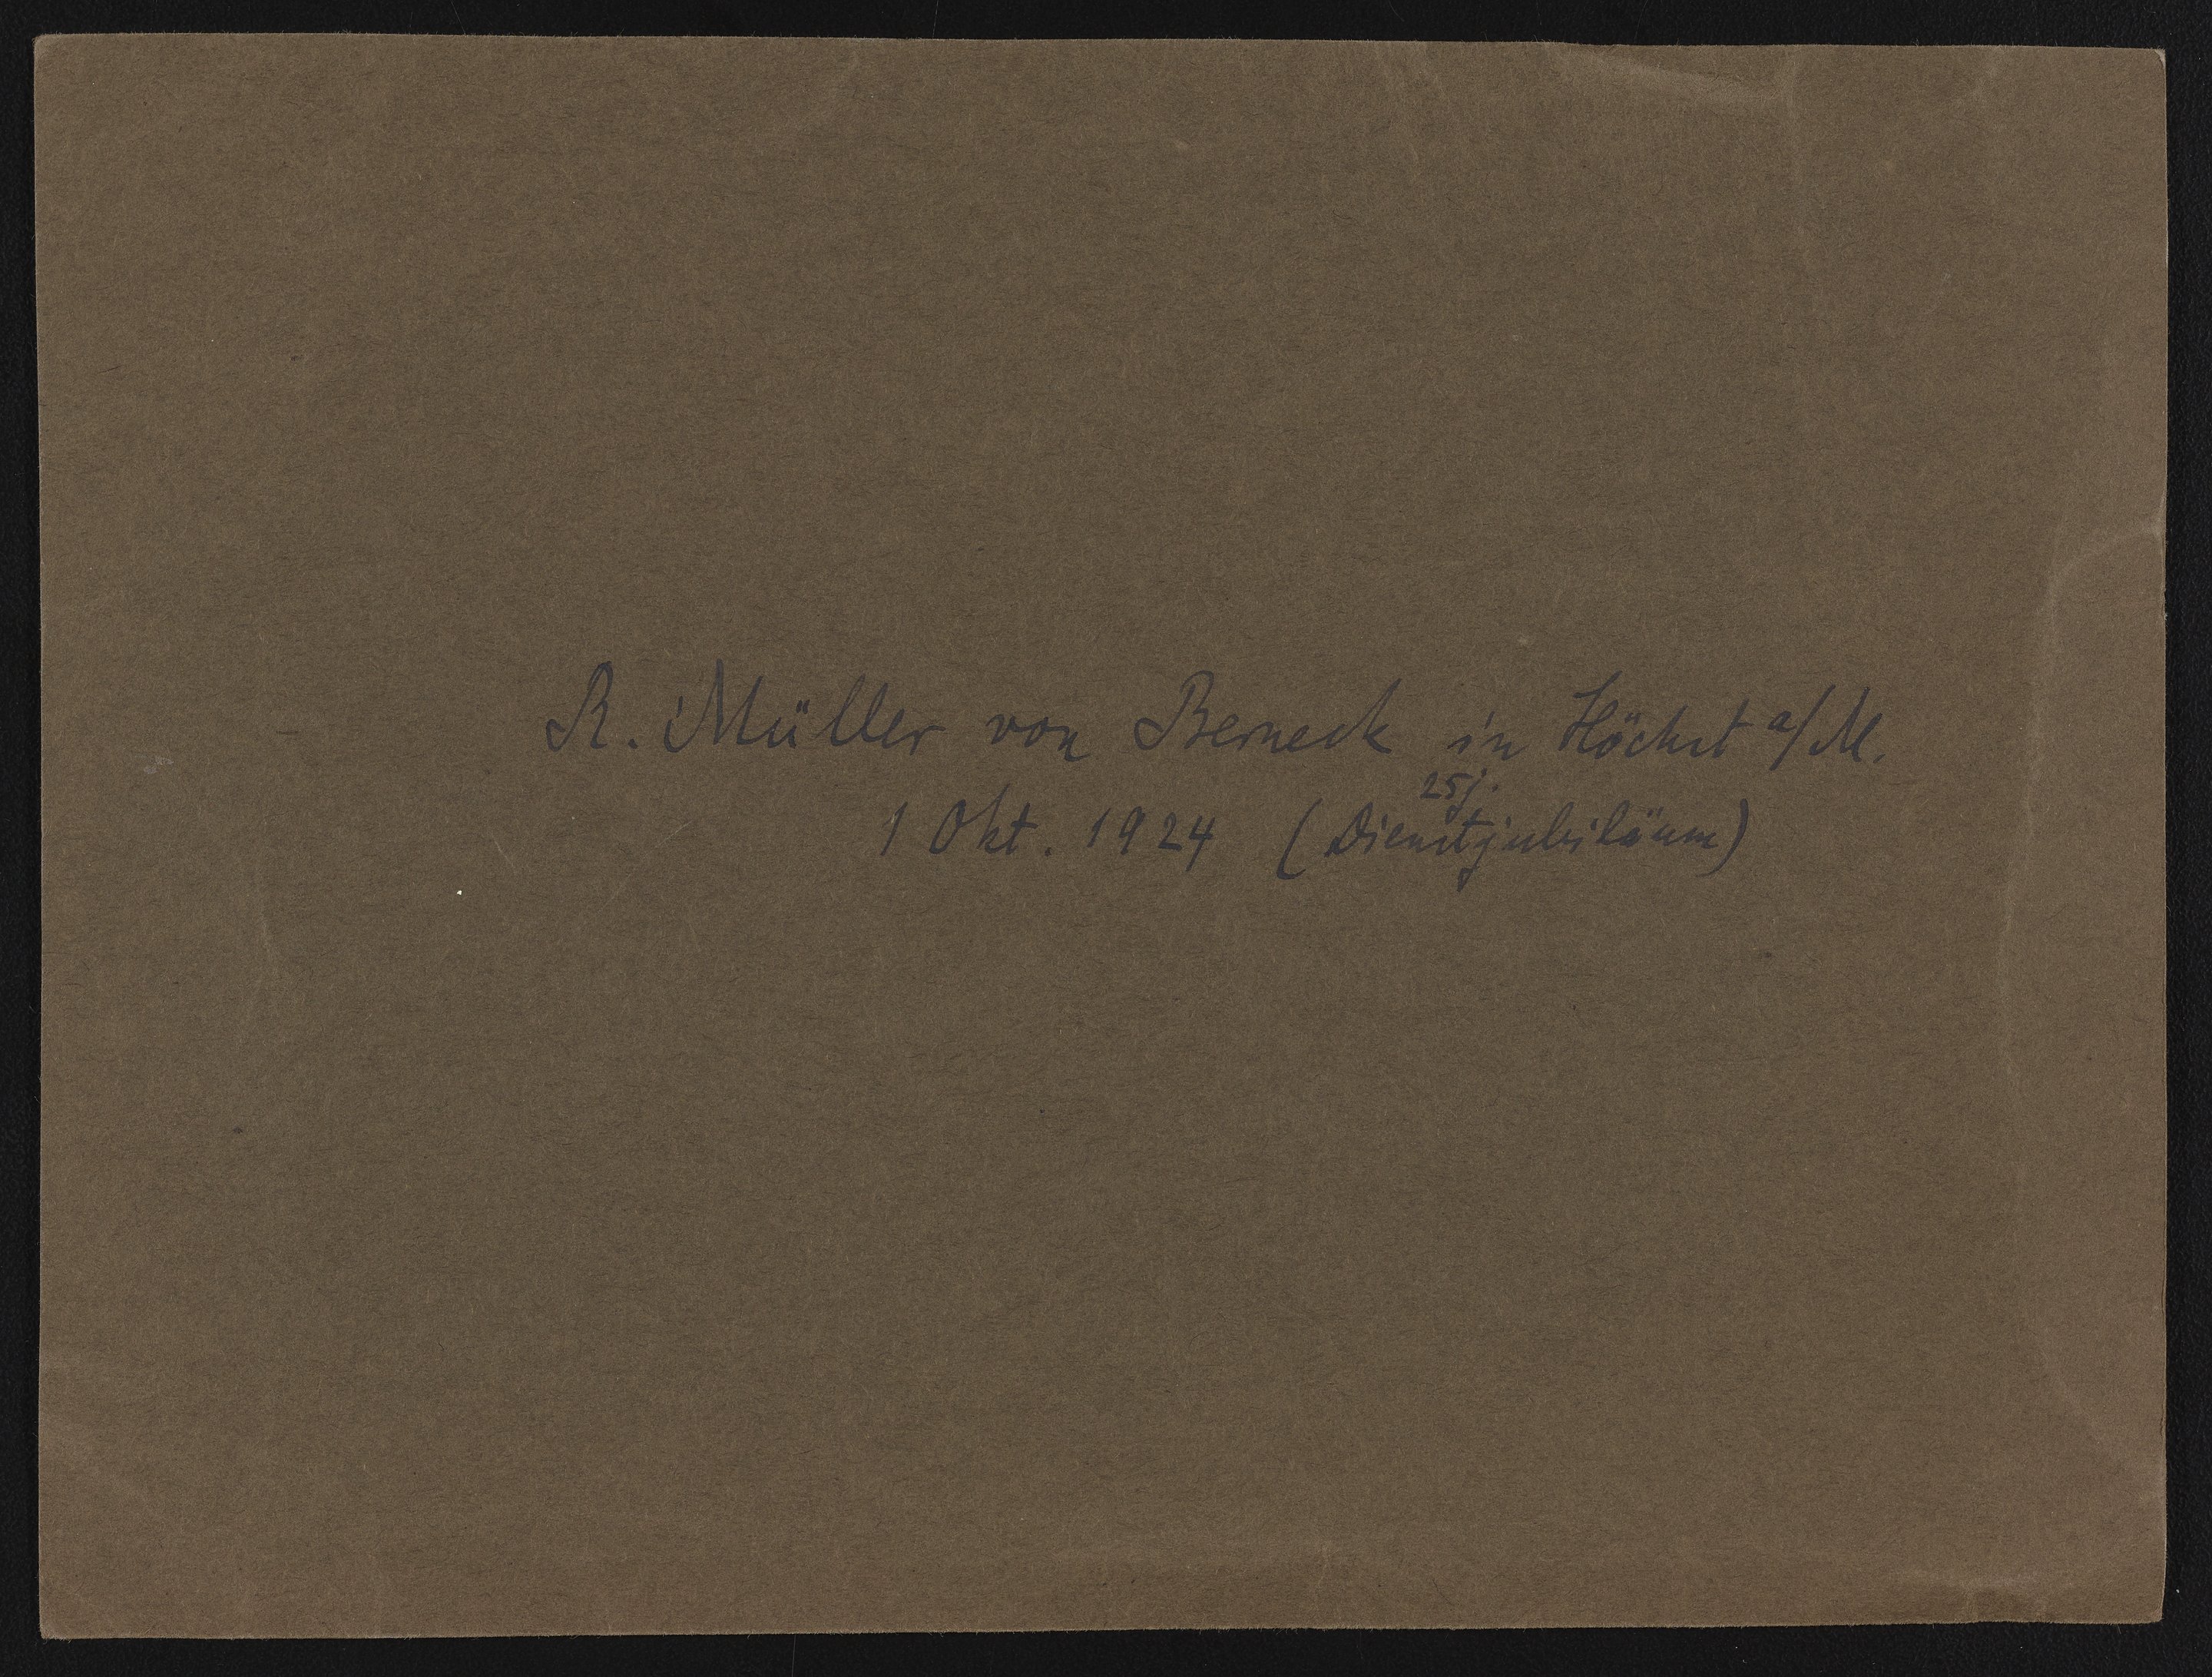 R. Müller von Berneck in Höchst a/M.
25j.
1 Okt. 1924 (Dienstjubiläum)